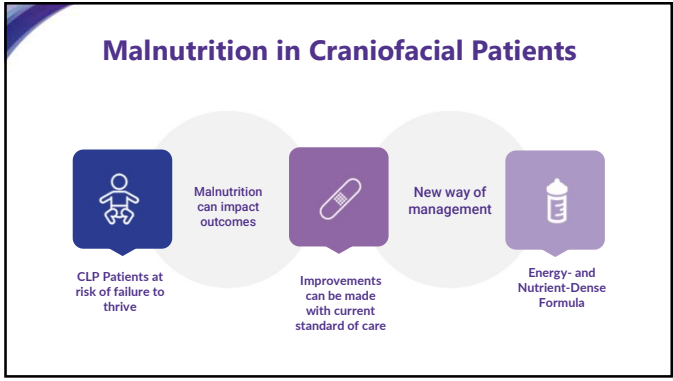 Malnutrition in Craniofacial Patients
Malnutrition
can impact
outcomes
New way of
management
CLP Patients at
risk of failure to
thrive
Improvements
can be made
with current
standard of care
Energy- and
Nutrient-Dense
Formula